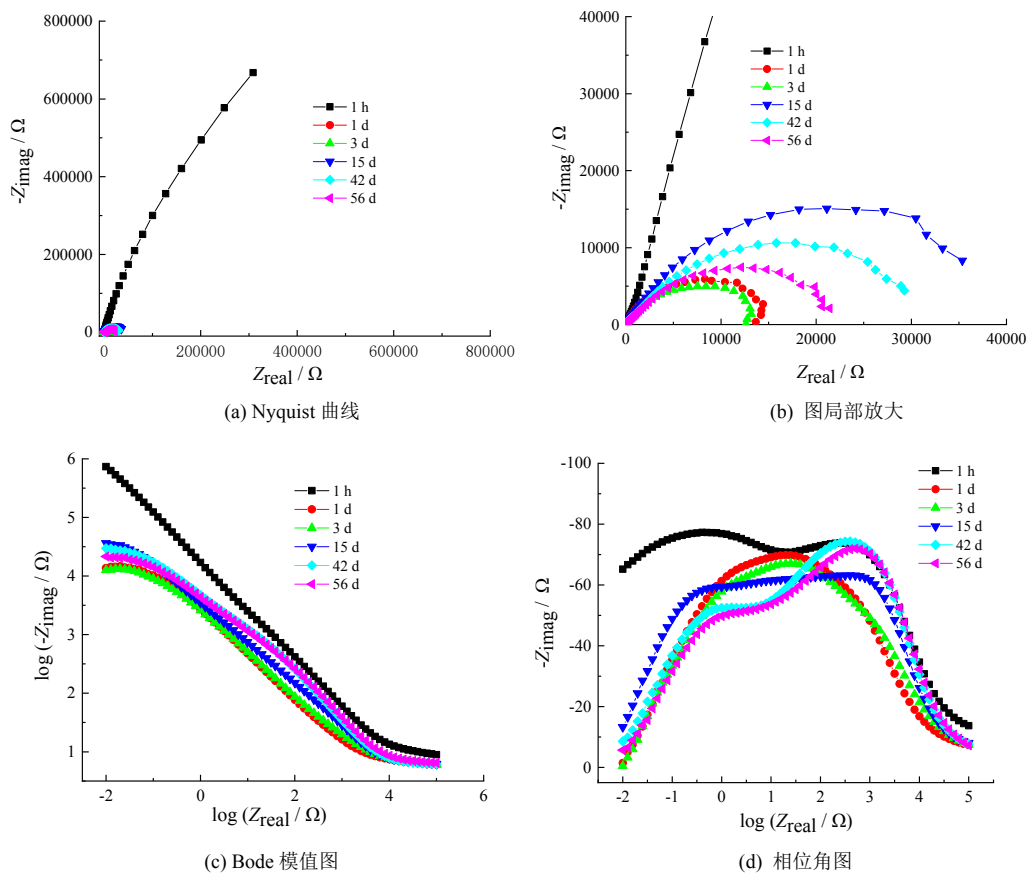 800000
600000
400000
200000
0
-Zimag / Ω
1 h
1 d
3 d
15 d
42 d
56 d
0 200000 400000 600000 800000
Zreal / Ω
(a) Nyquist 曲线
40000
30000
20000
10000
0
-Zimag / Ω
1 h
1 d
3 d
15 d
42 d
56 d
0 10000 20000 30000 40000
Zreal / Ω
(b) 图局部放大
6
5
4
3
2
1
log (-Zimag / Ω)
1 h
1 d
3 d
15 d
42 d
56 d
-2 0 2 4 6
log (Zreal / Ω)
(c) Bode 模值图
-100
-80
-60
-40
-20
0
-Zimag / Ω
1 h
1 d
3 d
15 d
42 d
56 d
-2 -1 0 1 2 3 4 5
log (Zreal / Ω)
(d) 相位角图